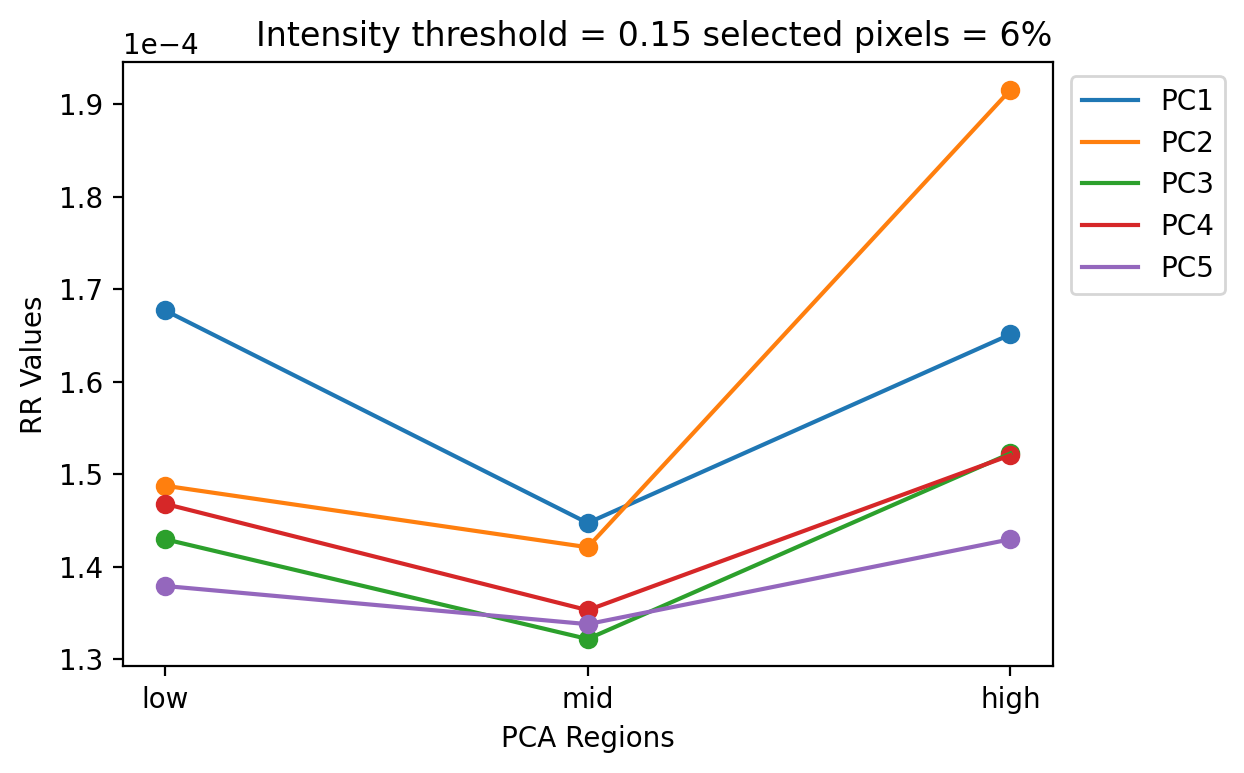 Intensity threshold = 0.15 selected pixels = 6%
1e−4
1.9
1.8
1.7
1.6
1.5
1.4
1.3
RR Values
low
mid
high
PCA Regions
PC1
PC2
PC3
PC4
PC5